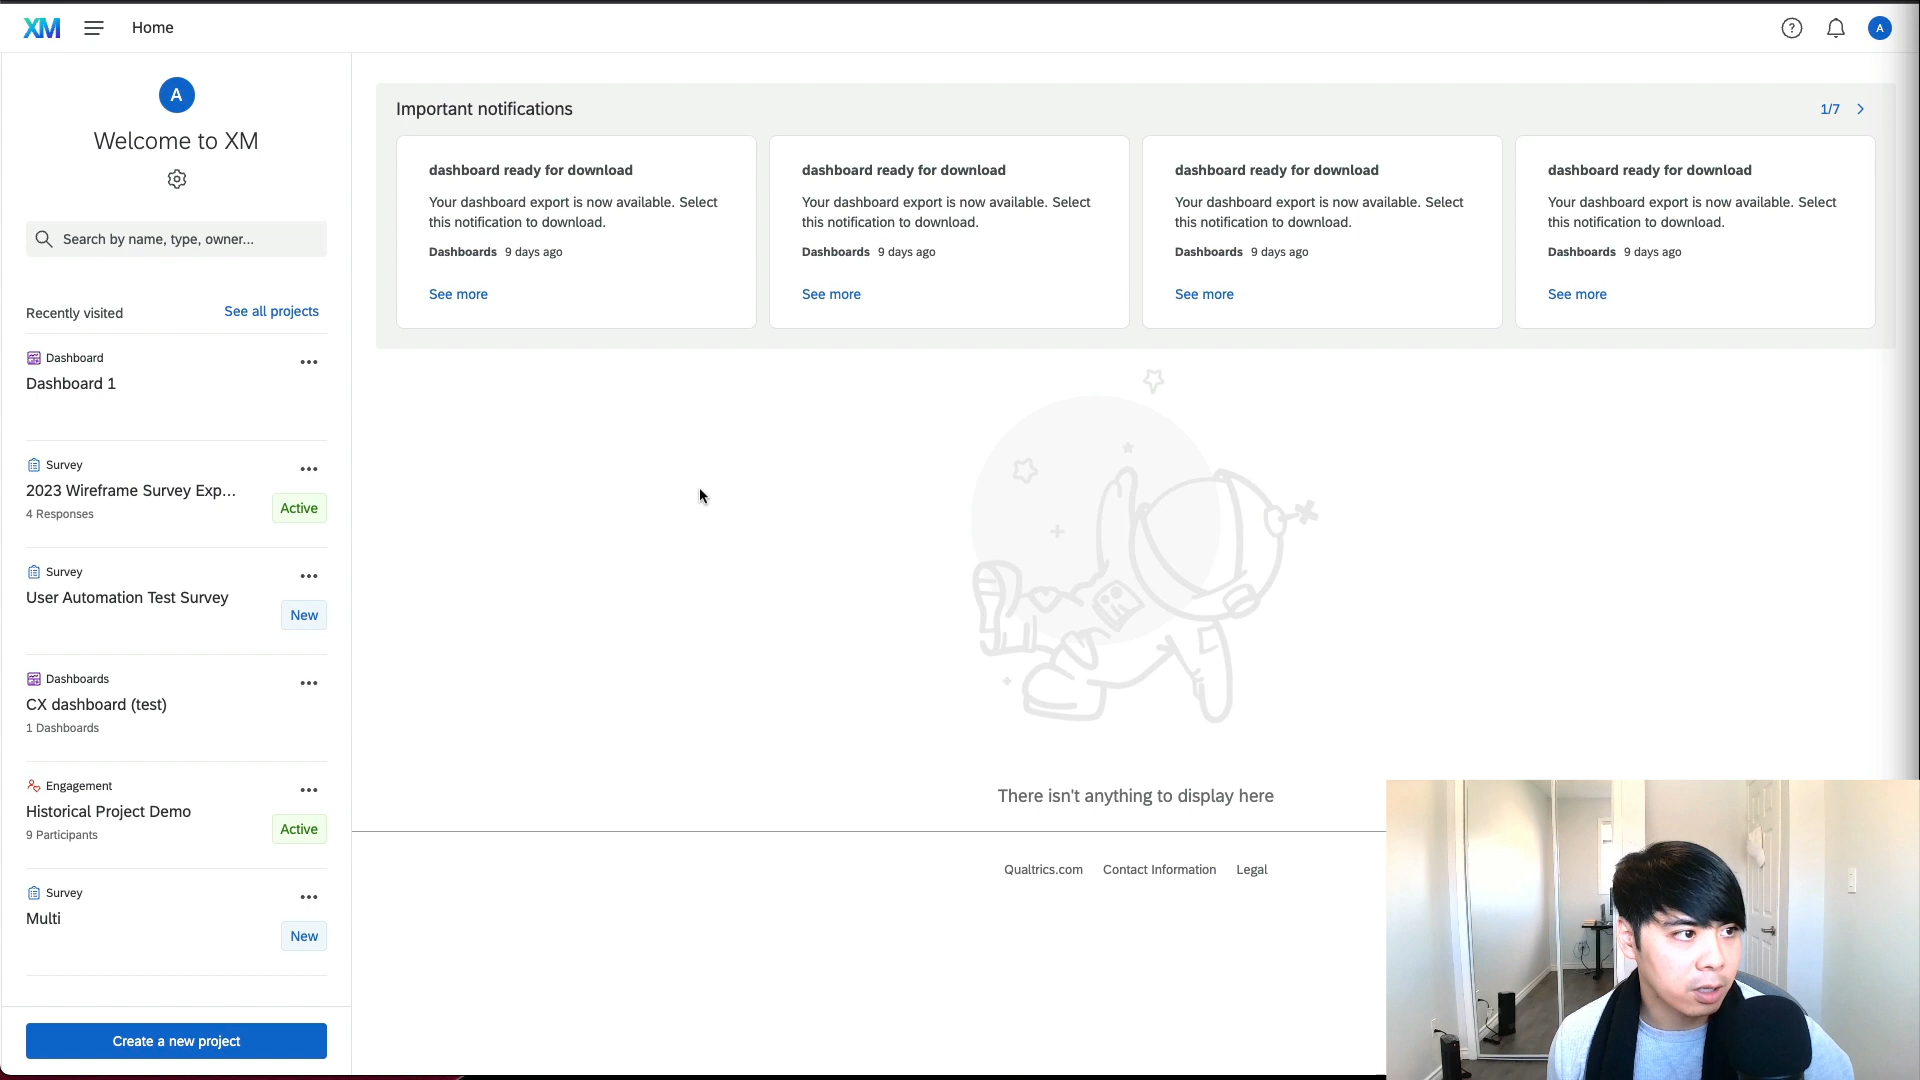 XM
Home
?
A
A
Welcome to XM
Search by name, type, owner...
Recently visited
See all projects
Dashboard
Dashboard 1
Survey
2023 Wireframe Survey Exp...
4 Responses
Active
Survey
User Automation Test Survey
New
Dashboards
CX dashboard (test)
1 Dashboards
Engagement
Historical Project Demo
9 Participants
Active
Survey
Multi
New
Create a new project
Important notifications
1/7
dashboard ready for download
Your dashboard export is now available. Select
this notification to download.
Dashboards 9 days ago
See more
dashboard ready for download
Your dashboard export is now available. Select
this notification to download.
Dashboards 9 days ago
See more
dashboard ready for download
Your dashboard export is now available. Select
this notification to download.
Dashboards 9 days ago
See more
dashboard ready for download
Your dashboard export is now available. Select
this notification to download.
Dashboards 9 days ago
See more
There isn't anything to display here
Qualtrics.com Contact Information Legal